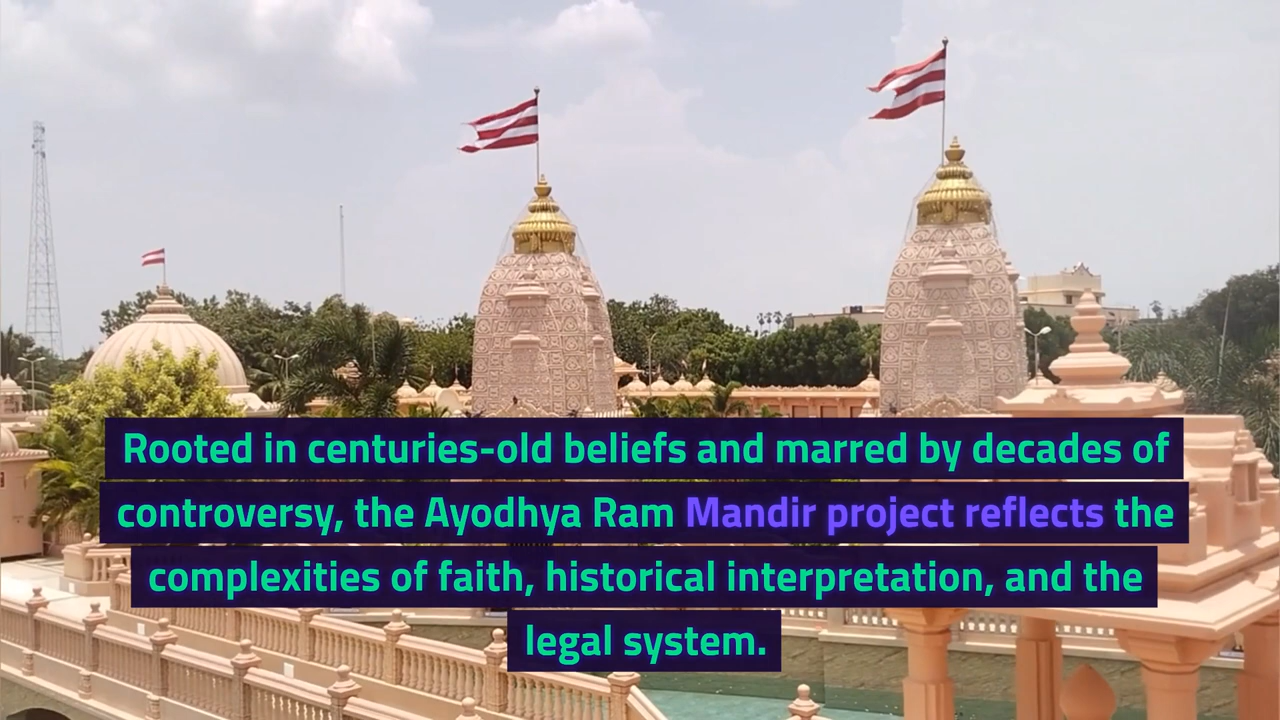 Rooted in centuries-old beliefs and marred by decades of
controversy, the Ayodhya Ram Mandir project reflects the
complexities of faith, historical interpretation, and the
legal system.